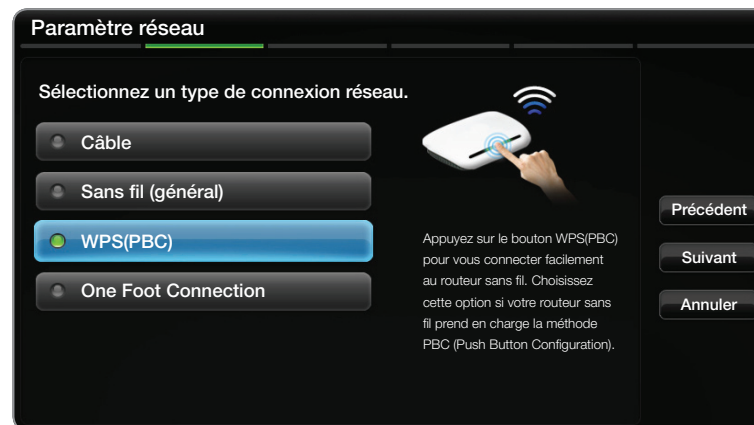 Paramètre réseau
Sélectionnez un type de connexion réseau.
Câble
Sans fil (général)
WPS(PBC)
One Foot Connection
Appuyez sur le bouton WPS(PBC)
pour vous connecter facilement
au routeur sans fil. Choisissez
cette option si votre routeur sans
fil prend en charge la méthode
PBC (Push Button Configuration).
Précédent
Suivant
Annuler